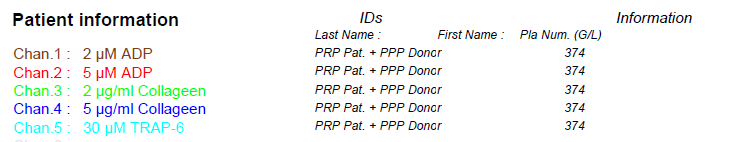 Patient information IDs Information
Last Name : First Name : Pla Num. (G/L)
Chan.1 : 2 µM ADP PRP Pat. + PPP Donor 374
Chan.2 : 5 µM ADP PRP Pat. + PPP Donor 374
Chan.3 : 2 µg/ml Collageen PRP Pat. + PPP Donor 374
Chan.4 : 5 µg/ml Collageen PRP Pat. + PPP Donor 374
Chan.5 : 30 µM TRAP-6 PRP Pat. + PPP Donor 374